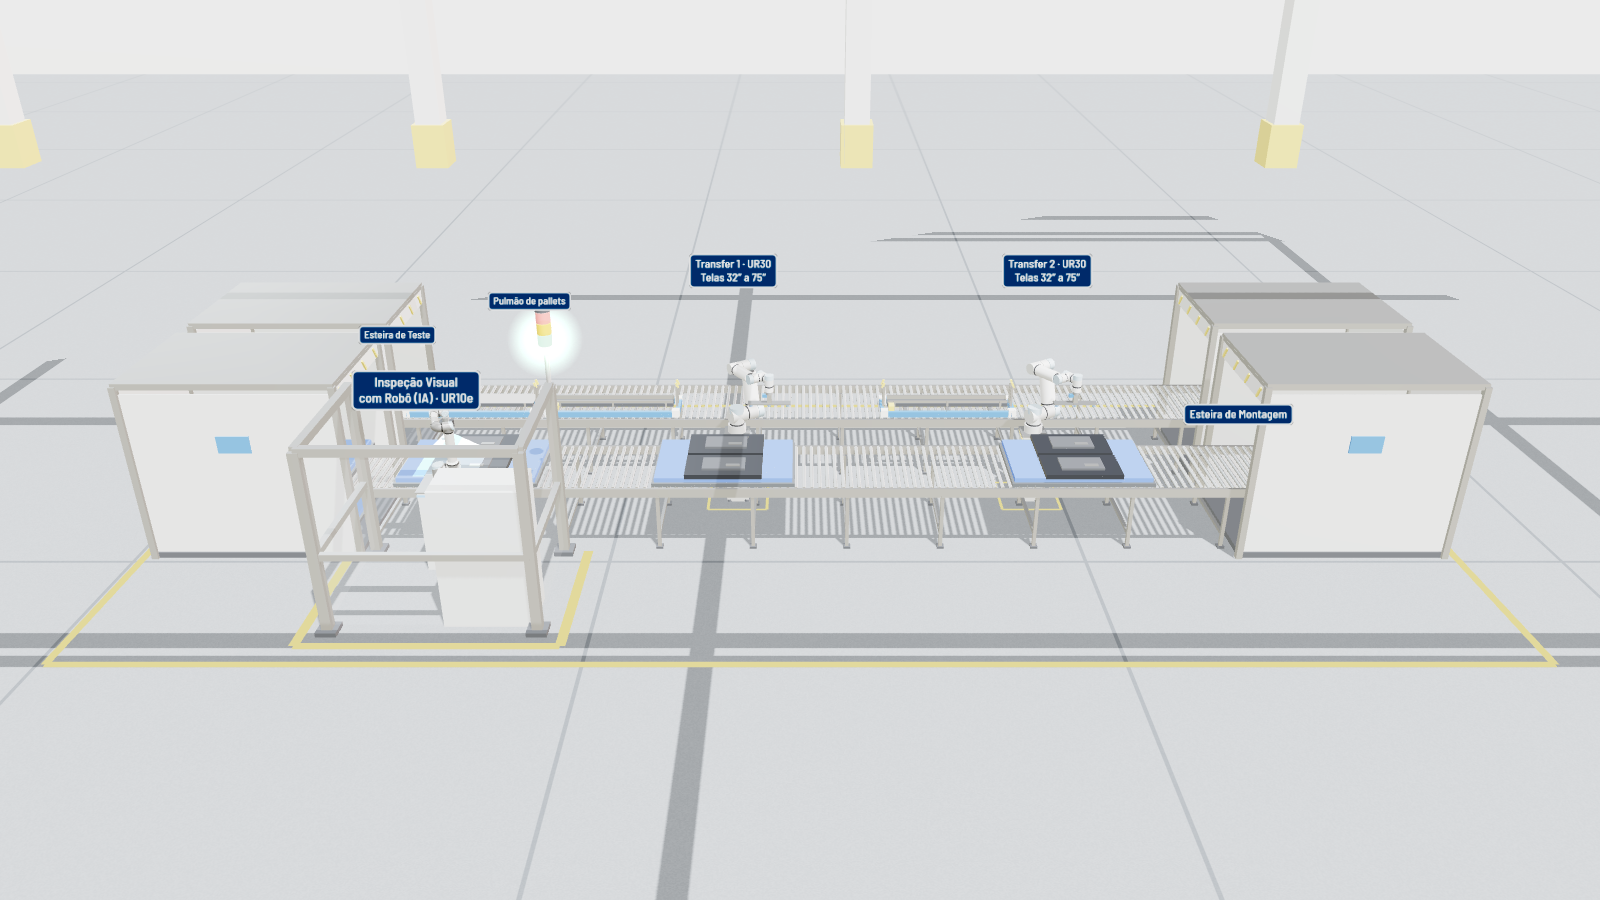 Transfer 1 · UR30
Telas 32" a 75"
Transfer 2 · UR30
Telas 32" a 75"
Pulmão de pallets
Esteira de Teste
Inspeção Visual
com Robô (IA) · UR10e
Esteira de Montagem